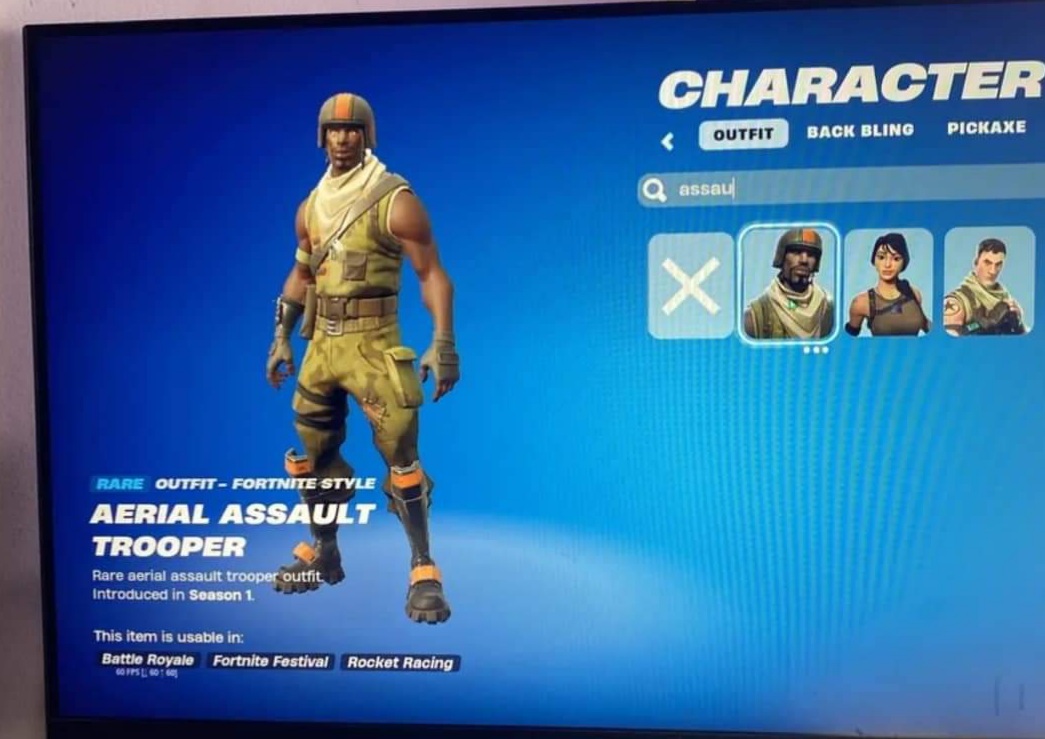 CHARACTER
OUTFIT BACK BLING PICKAXE
assau
RARE OUTFIT - FORTNITE STYLE
AERIAL ASSAULT
TROOPER
Rare aerial assault trooper outfit.
Introduced in Season 1.
This item is usable in:
Battle Royale Fortnite Festival Rocket Racing